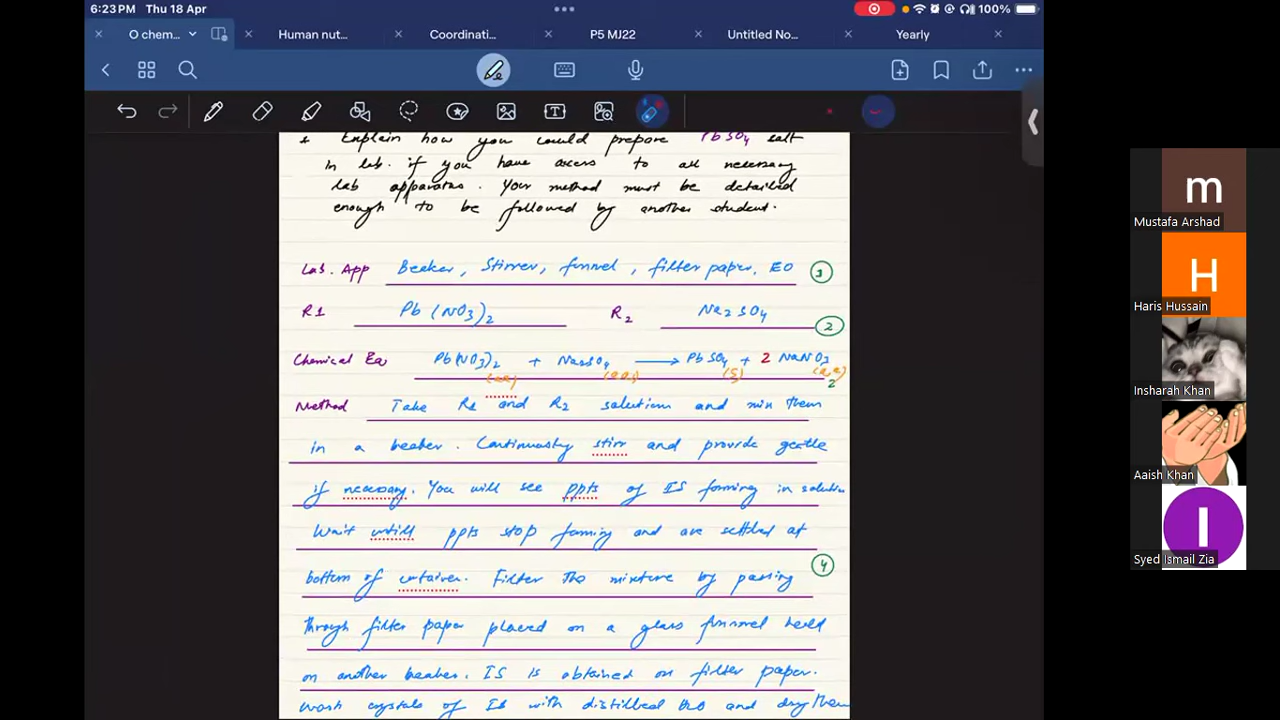 6:23 PM Thu 18 Apr
100%
O chem...
Human nut...
Coordinati...
P5 MJ22
Untitled No...
Yearly
* Explain how you could prepare PbSO4 salt
in lab. if you have access to all necessary
lab apparatus. Your method must be detailed
enough to be followed by another student.
Lab. App Beaker, Stirrer, funnel, filter paper, EO 1
R1 Pb(NO3)2 R2 Na2SO4 2
Chemical Eq Pb(NO3)2 + Na2SO4 → PbSO4 + 2 NaNO3
(aq) (aq) (s) (aq)
2
Method Take R1 and R2 solution and mix them
in a beaker. Continuously stirr and provide gentle
if necessary. You will see ppts of IS forming in solution
Wait untill ppts stop forming and are settled at
bottom of container. Filter the mixture by passing 4
through filter paper placed on a glass funnel held
on another beaker. IS is obtained on filter paper.
Wash crystals of IS with distilled H2O and dry them
m
Mustafa Arshad
H
Haris Hussain
Insharah Khan
Aaish Khan
I
Syed Ismail Zia